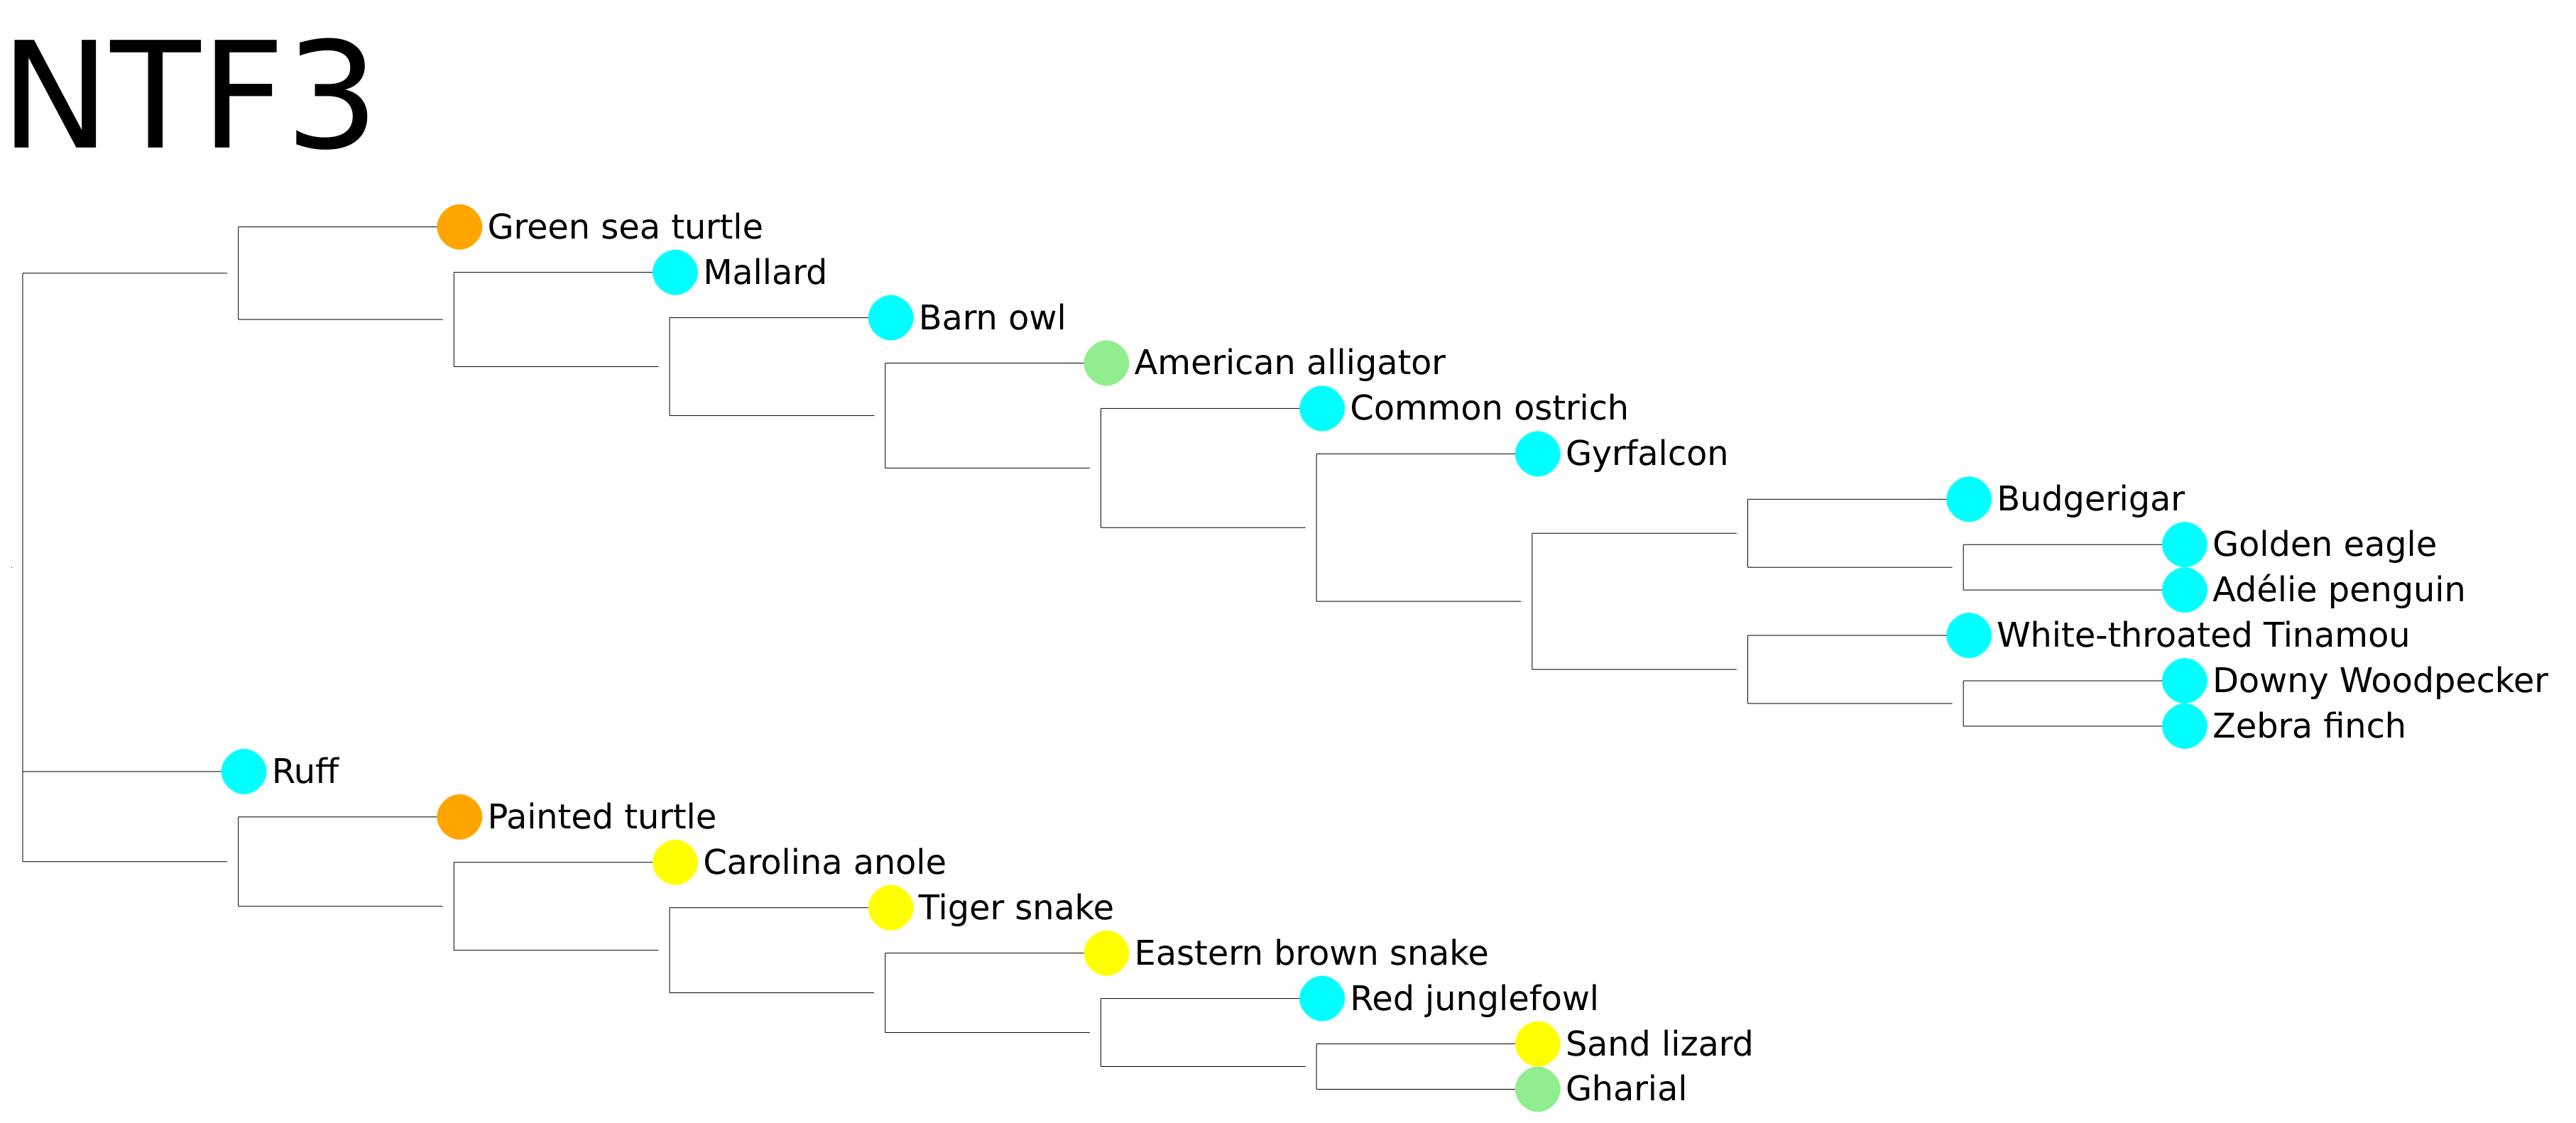 NTF3
Green sea turtle
Mallard
Barn owl
American alligator
Common ostrich
Gyrfalcon
Budgerigar
Golden eagle
Adélie penguin
White-throated Tinamou
Downy Woodpecker
Zebra finch
Ruff
Painted turtle
Carolina anole
Tiger snake
Eastern brown snake
Red junglefowl
Sand lizard
Gharial